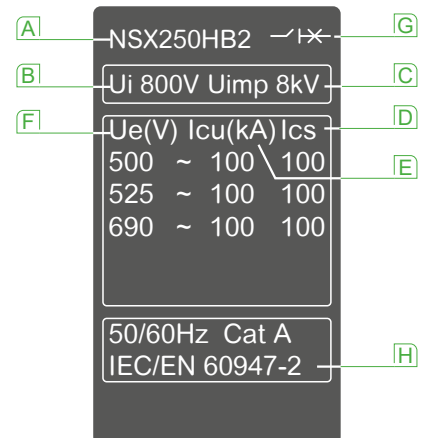 A
NSX250HB2
G
B
Ui 800V Uimp 8kV
C
F
Ue(V) Icu(kA) Ics
D
500 ~ 100 100
E
525 ~ 100 100
690 ~ 100 100
50/60Hz Cat A
IEC/EN 60947-2
H